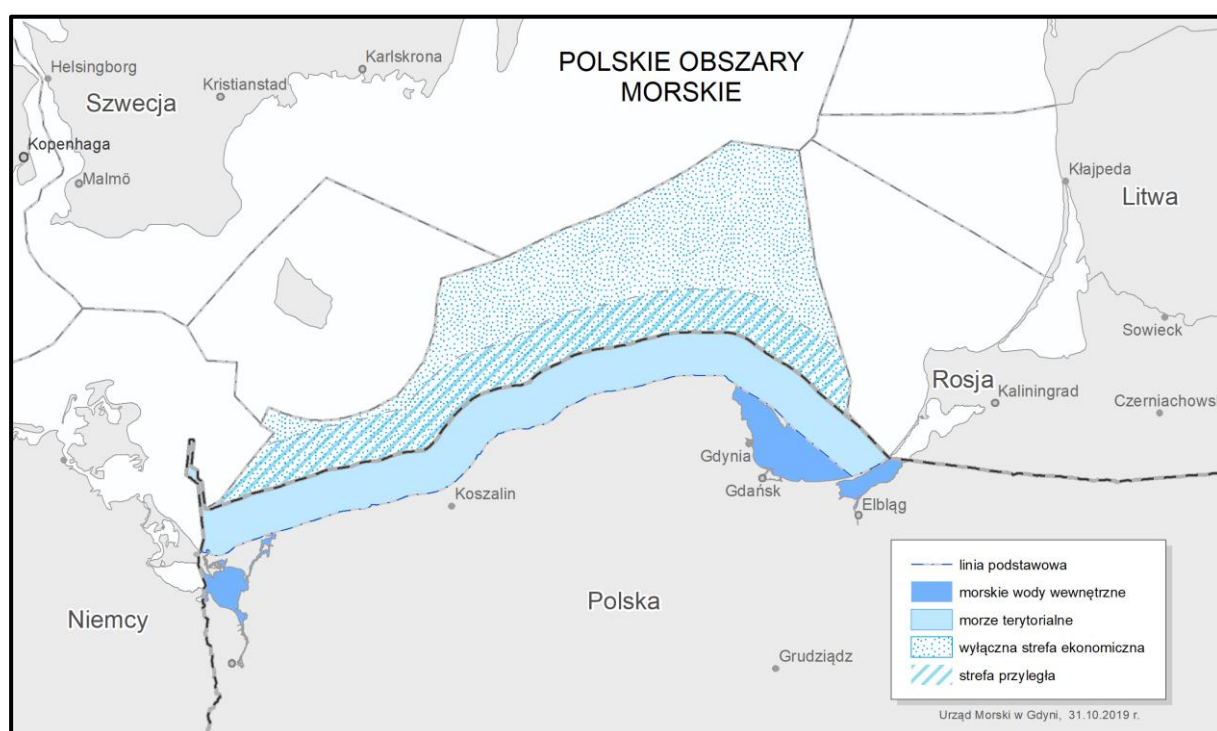 POLSKIE OBSZARY
MORSKIE
Karlskrona
Helsingborg
Kristianstad
Szwecja
Kopenhaga
Malmö
Kłajpeda
Litwa
Sowieck
Rosja
Kaliningrad
Czerniachows
Gdynia
Gdańsk
Elbląg
Koszalin
Niemcy
Polska
Grudziądz
linia podstawowa
morskie wody wewnętrzne
morze terytorialne
wyłączna strefa ekonomiczna
strefa przyległa
Urząd Morski w Gdyni, 31.10.2019 r.